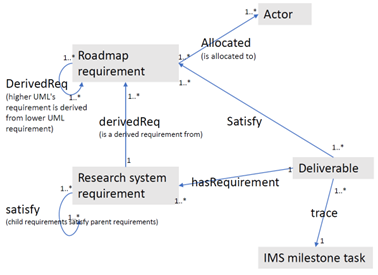 Actor
1..*
Allocated
(is allocated to)
1..*
1..*
Roadmap
requirement
1..*
1..*
1..*
DerivedReq
(higher UML's
requirement is derived
from lower UML
requirement)
derivedReq
(is a derived requirement from)
Satisfy
1
1..*
Research system
requirement
1
Deliverable
hasRequirement
1..*
1..*
1..*
satisfy
1..*
(child requirements satisfy parent requirements)
trace
1
IMS milestone task